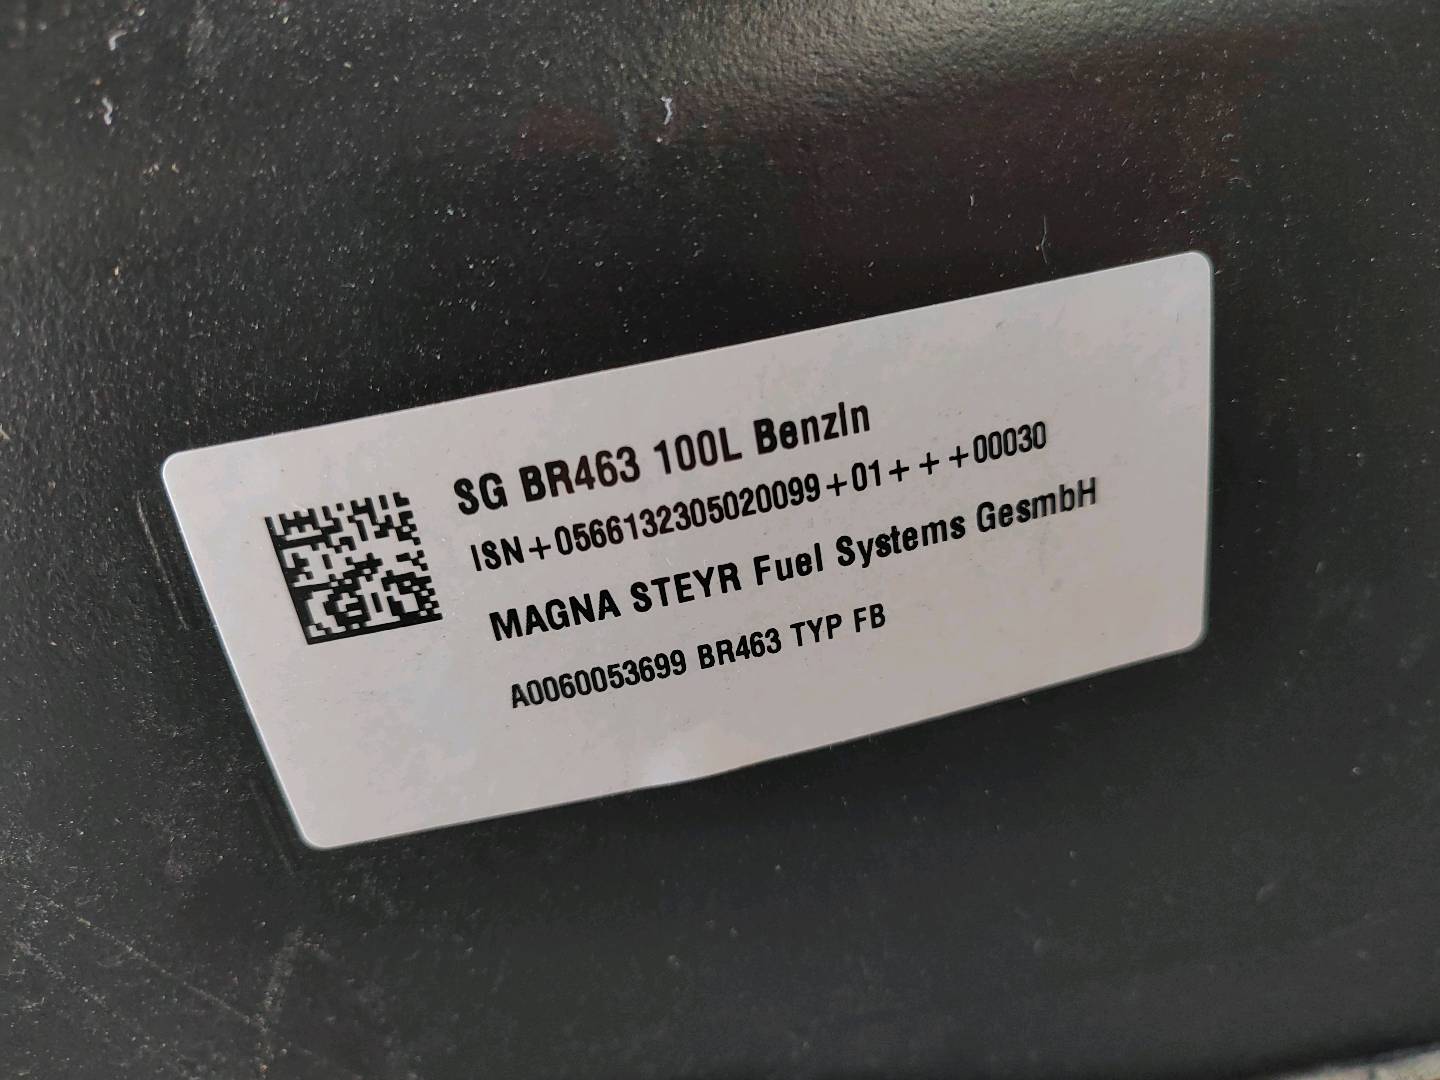 SG BR463 100L Benzin
ISN+0566132305020099+01+++00030
MAGNA STEYR Fuel Systems GesmbH
A0060053699 BR463 TYP FB